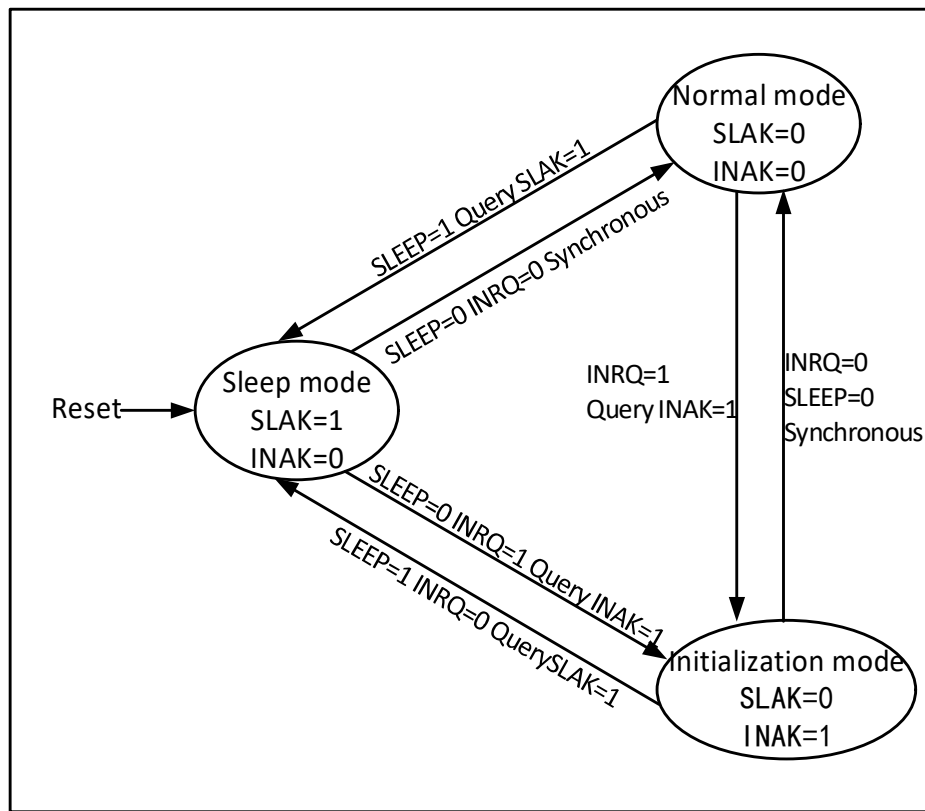 Normal mode
SLAK=0
INAK=0
SLEEP=1 Query SLAK=1
SLEEP=0 INRQ=0 Synchronous
Sleep mode
SLAK=1
INAK=0
Reset
INRQ=1
Query INAK=1
INRQ=0
SLEEP=0
Synchronous
SLEEP=0 INRQ=1 Query INAK=1
SLEEP=1 INRQ=0 QuerySLAK=1
Initialization mode
SLAK=0
INAK=1